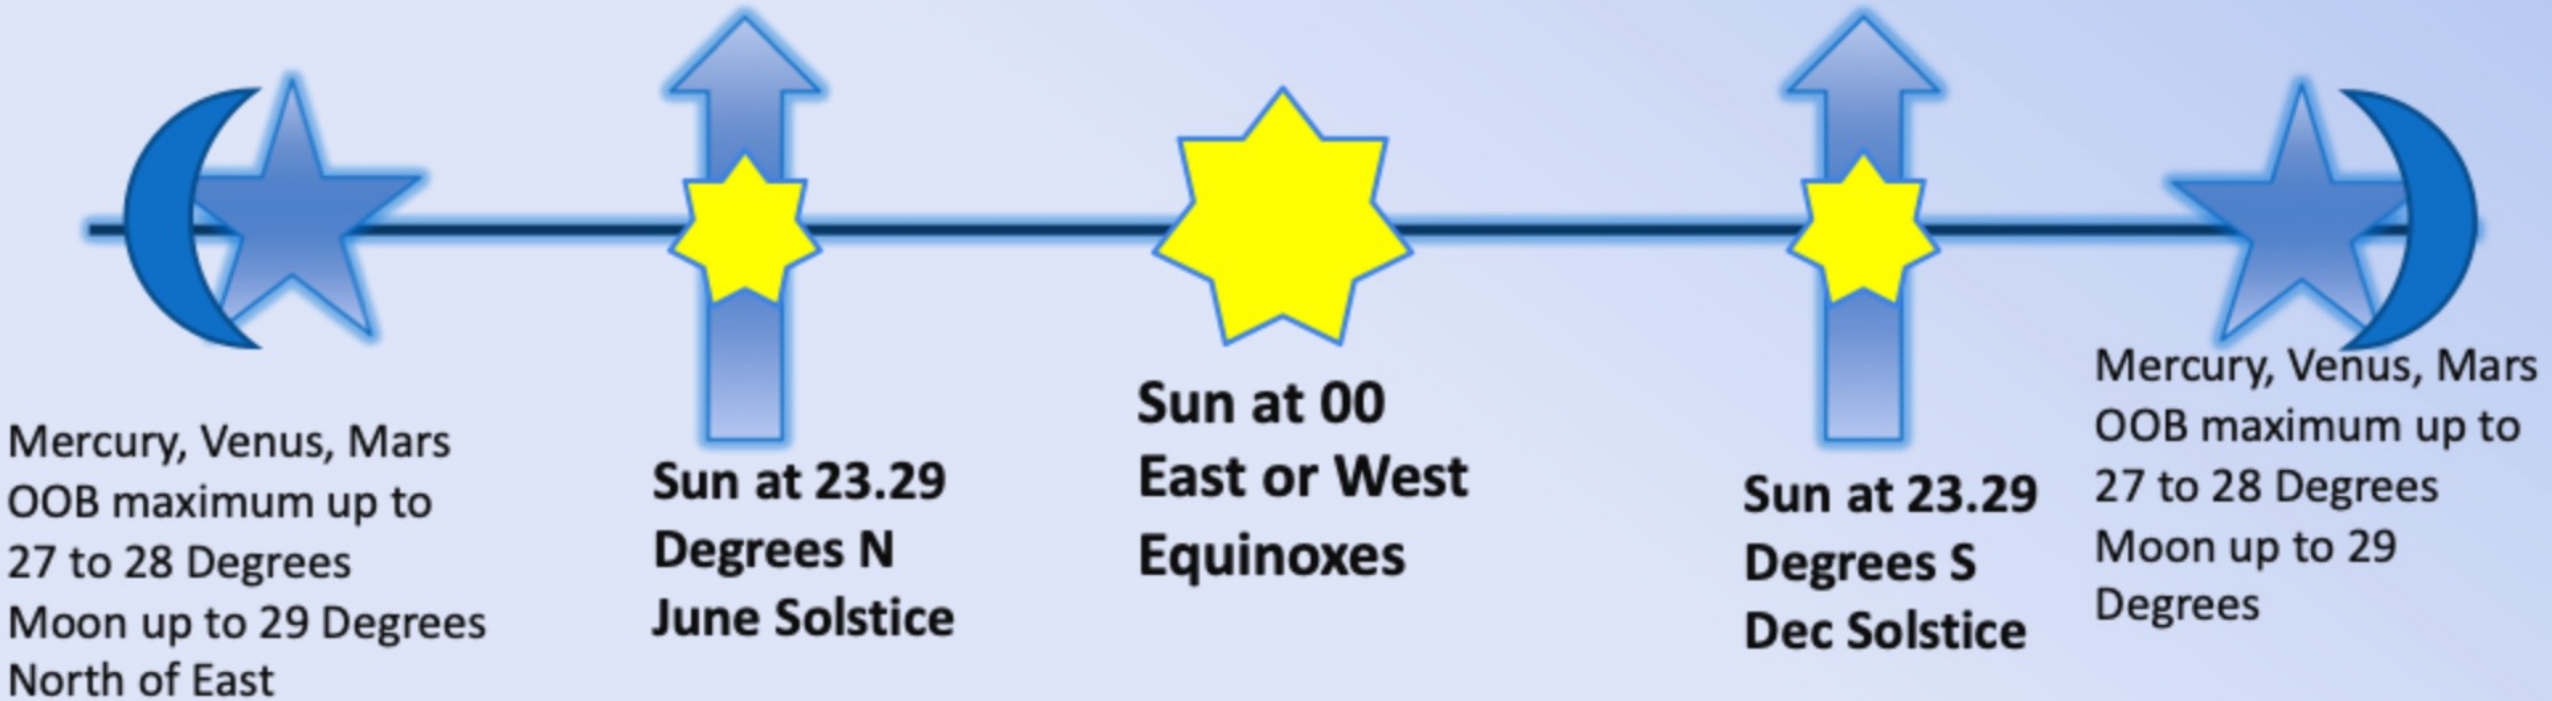 Mercury, Venus, Mars
OOB maximum up to
27 to 28 Degrees
Moon up to 29 Degrees
North of East
Sun at 23.29
Degrees N
June Solstice
Sun at 00
East or West
Equinoxes
Sun at 23.29
Degrees S
Dec Solstice
Mercury, Venus, Mars
OOB maximum up to
27 to 28 Degrees
Moon up to 29
Degrees